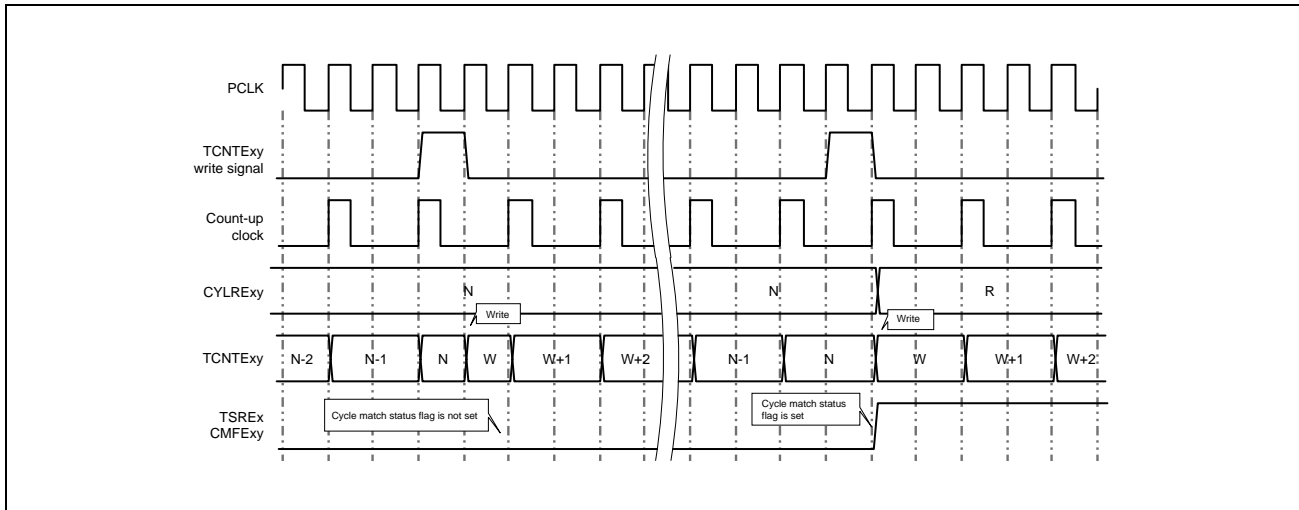 PCLK
TCNTExy
write signal
Count-up
clock
CYLRExy
N
N
R
Write
Write
TCNTExy
N-2
N-1
N
W
W+1
W+2
N-1
N
W
W+1
W+2
TSREx
CMFExy
Cycle match status flag is not set
Cycle match status
flag is set